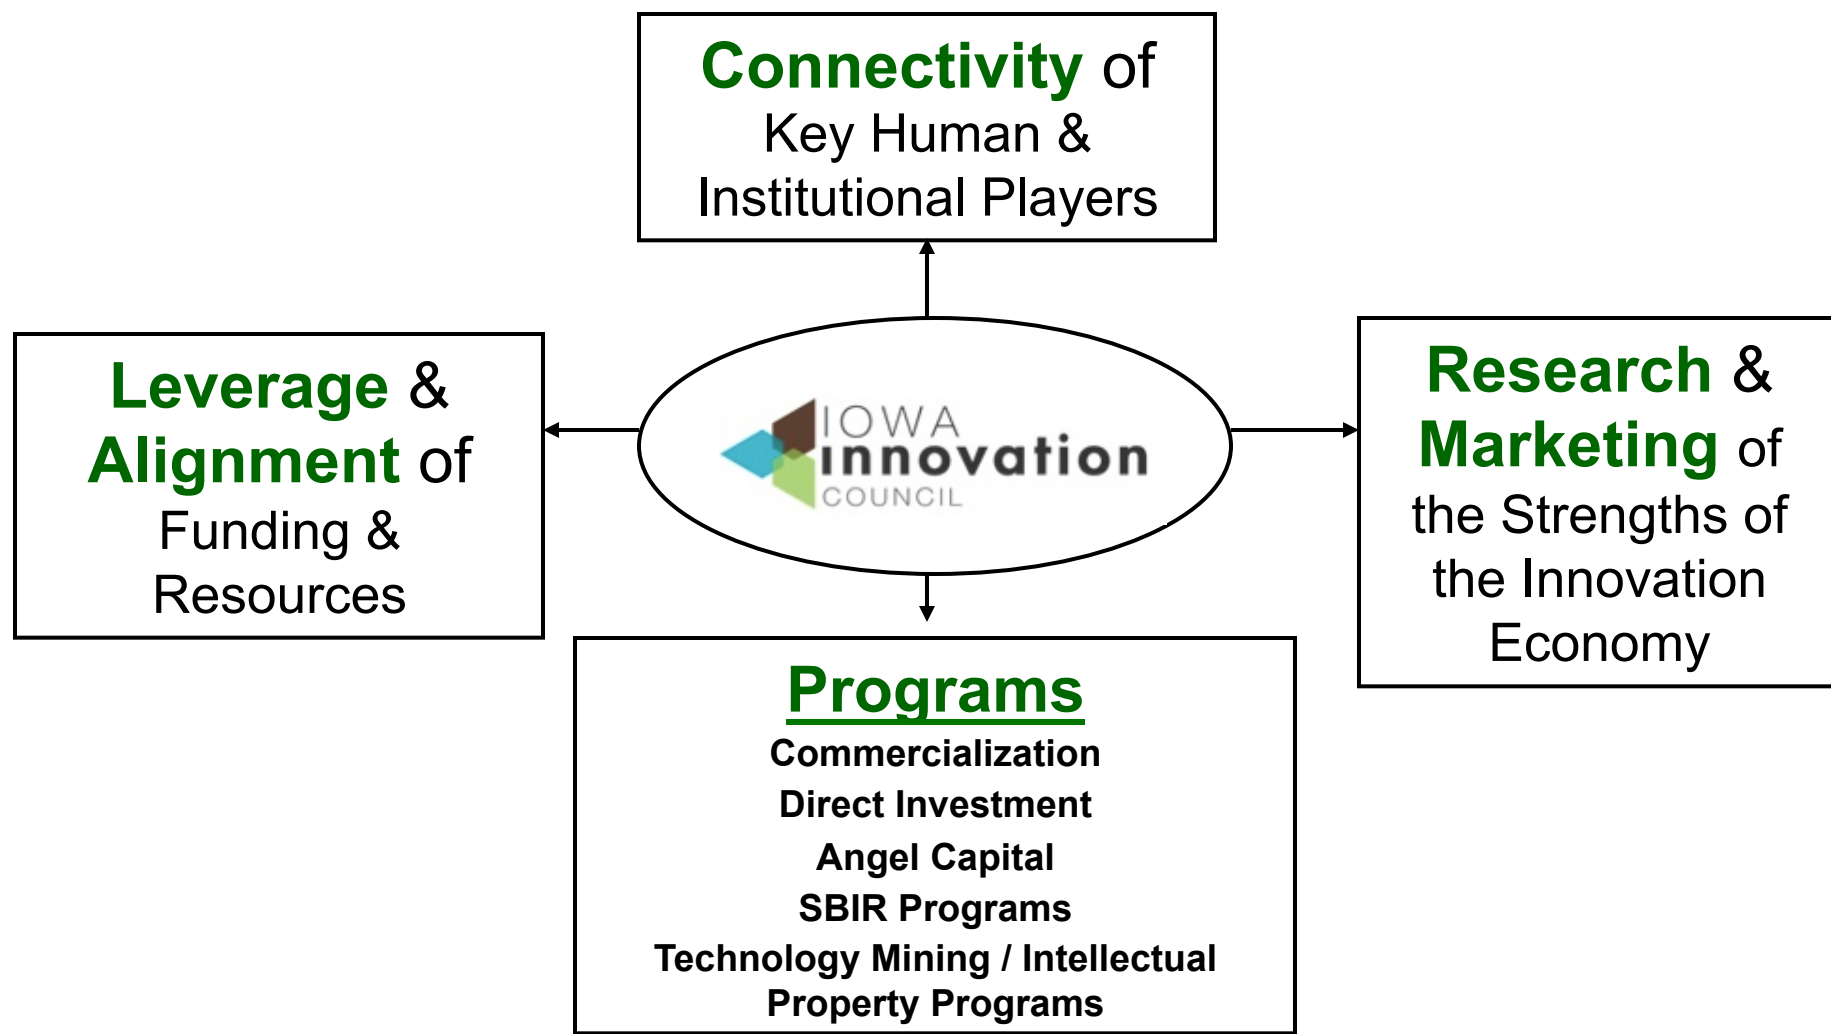 Connectivity of
Key Human &
Institutional Players
Leverage &
Alignment of
Funding &
Resources
IOWA
innovation
COUNCIL
Research &
Marketing of
the Strengths of
the Innovation
Economy
Programs
Commercialization
Direct Investment
Angel Capital
SBIR Programs
Technology Mining / Intellectual
Property Programs